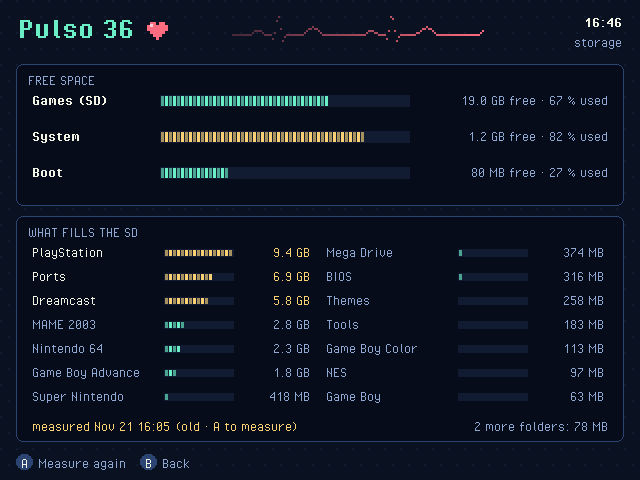 Pulso 36
16:46
storage
FREE SPACE
Games (SD) 19.0 GB free · 67 % used
System 1.2 GB free · 82 % used
Boot 80 MB free · 27 % used
WHAT FILLS THE SD
PlayStation 9.4 GB Mega Drive 374 MB
Ports 6.9 GB BIOS 316 MB
Dreamcast 5.8 GB Themes 258 MB
MAME 2003 2.8 GB Tools 183 MB
Nintendo 64 2.3 GB Game Boy Color 113 MB
Game Boy Advance 1.8 GB NES 97 MB
Super Nintendo 418 MB Game Boy 63 MB
measured Nov 21 16:05 (old · A to measure) 2 more folders: 78 MB
A Measure again B Back